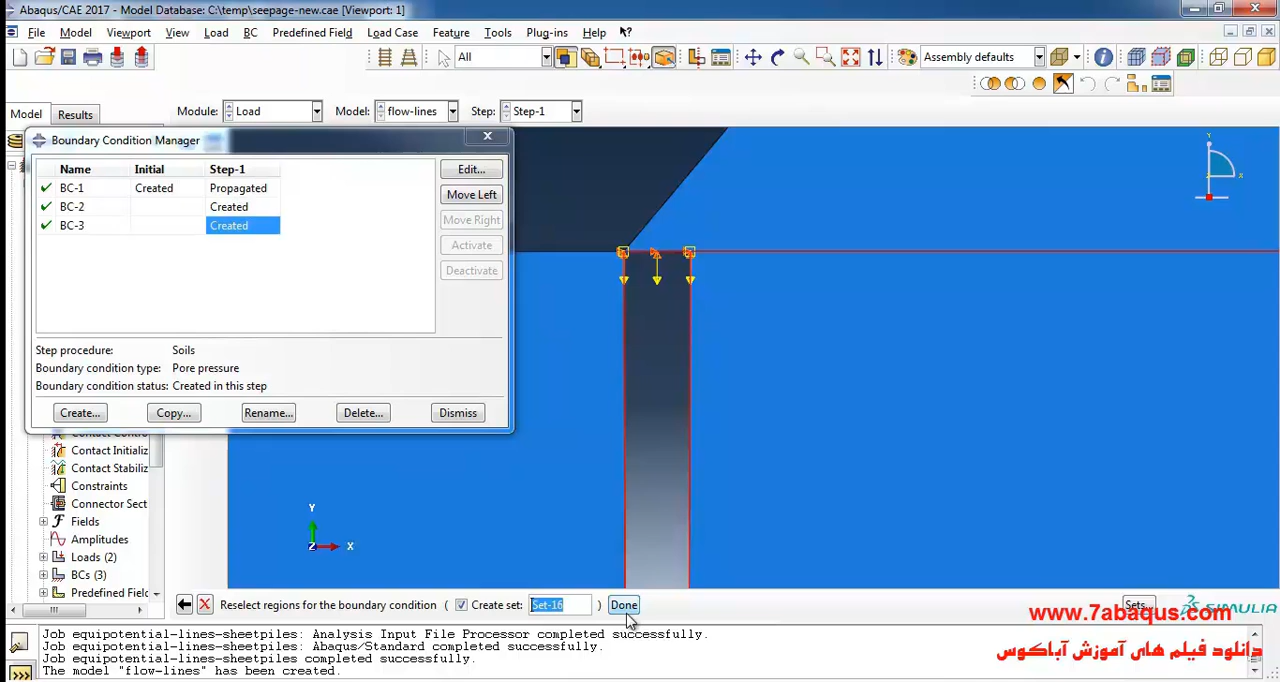 Abaqus/CAE 2017 - Model Database: C:\temp\seepage-new.cae [Viewport: 1]
File Model Viewport View Load BC Predefined Field Load Case Feature Tools Plug-ins Help
All
Assembly defaults
Model Results Module: Load Model: flow-lines Step: Step-1
Boundary Condition Manager
Name Initial Step-1
BC-1 Created Propagated
BC-2 Created
BC-3 Created
Edit...
Move Left
Move Right
Activate
Deactivate
Step procedure: Soils
Boundary condition type: Pore pressure
Boundary condition status: Created in this step
Create... Copy... Rename... Delete... Dismiss
Contact Initializ
Contact Stabiliz
Constraints
Connector Sect
Fields
Amplitudes
Loads (2)
BCs (3)
Predefined Field
Y
X
Z
Y
X
Reselect regions for the boundary condition ( Create set: Set-16 ) Done
Sets...
SIMULIA
www.7abaqus.com
دانلود فیلم های آموزش آباکوس
Job equipotential-lines-sheetpiles: Analysis Input File Processor completed successfully.
Job equipotential-lines-sheetpiles: Abaqus/Standard completed successfully.
Job equipotential-lines-sheetpiles completed successfully.
The model "flow-lines" has been created.